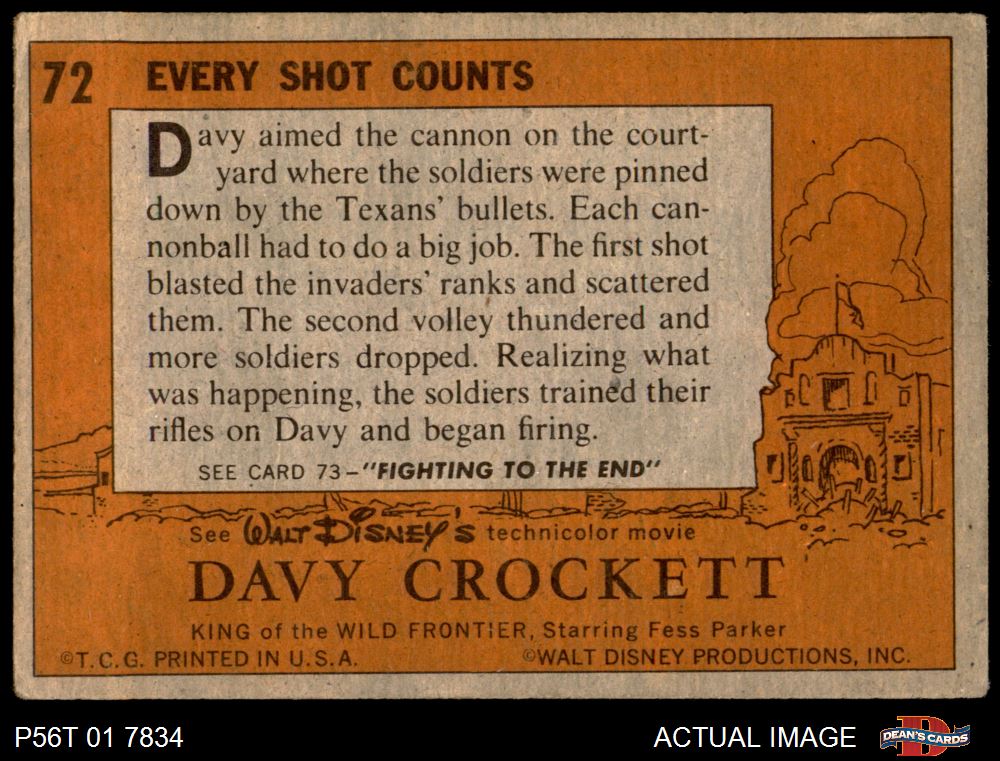 72 EVERY SHOT COUNTS
Davy aimed the cannon on the court-
yard where the soldiers were pinned
down by the Texans' bullets. Each can-
nonball had to do a big job. The first shot
blasted the invaders' ranks and scattered
them. The second volley thundered and
more soldiers dropped. Realizing what
was happening, the soldiers trained their
rifles on Davy and began firing.
SEE CARD 73-"FIGHTING TO THE END"
See WALT DISNEY'S technicolor movie
DAVY CROCKETT
KING of the WILD FRONTIER, Starring Fess Parker
©T.C.G. PRINTED IN U.S.A. ©WALT DISNEY PRODUCTIONS, INC.
P56T 01 7834 ACTUAL IMAGE DEAN'S CARDS